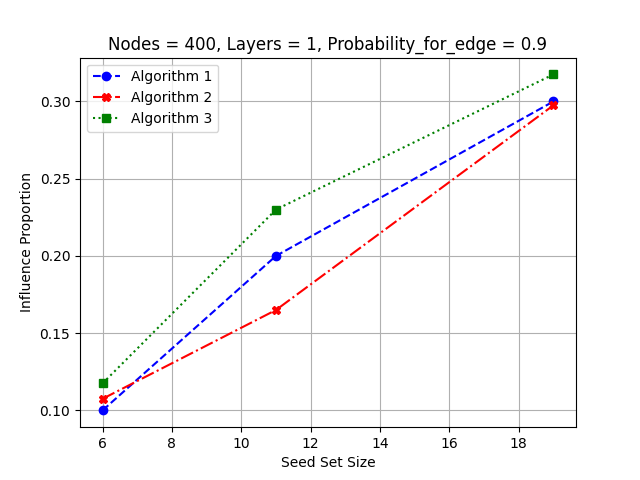 Nodes = 400, Layers = 1, Probability_for_edge = 0.9
Algorithm 1
Algorithm 2
Algorithm 3
0.30
0.25
0.20
0.15
0.10
Influence Proportion
6 8 10 12 14 16 18
Seed Set Size